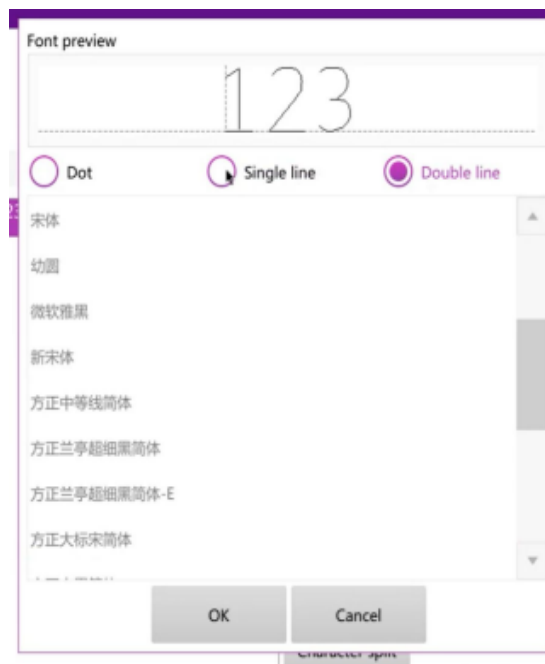 Font preview
123
Dot
Single line
Double line
宋体
幼圆
微软雅黑
新宋体
方正中等线简体
方正兰亭超细黑简体
方正兰亭超细黑简体-E
方正大标宋简体
OK
Cancel
Character split